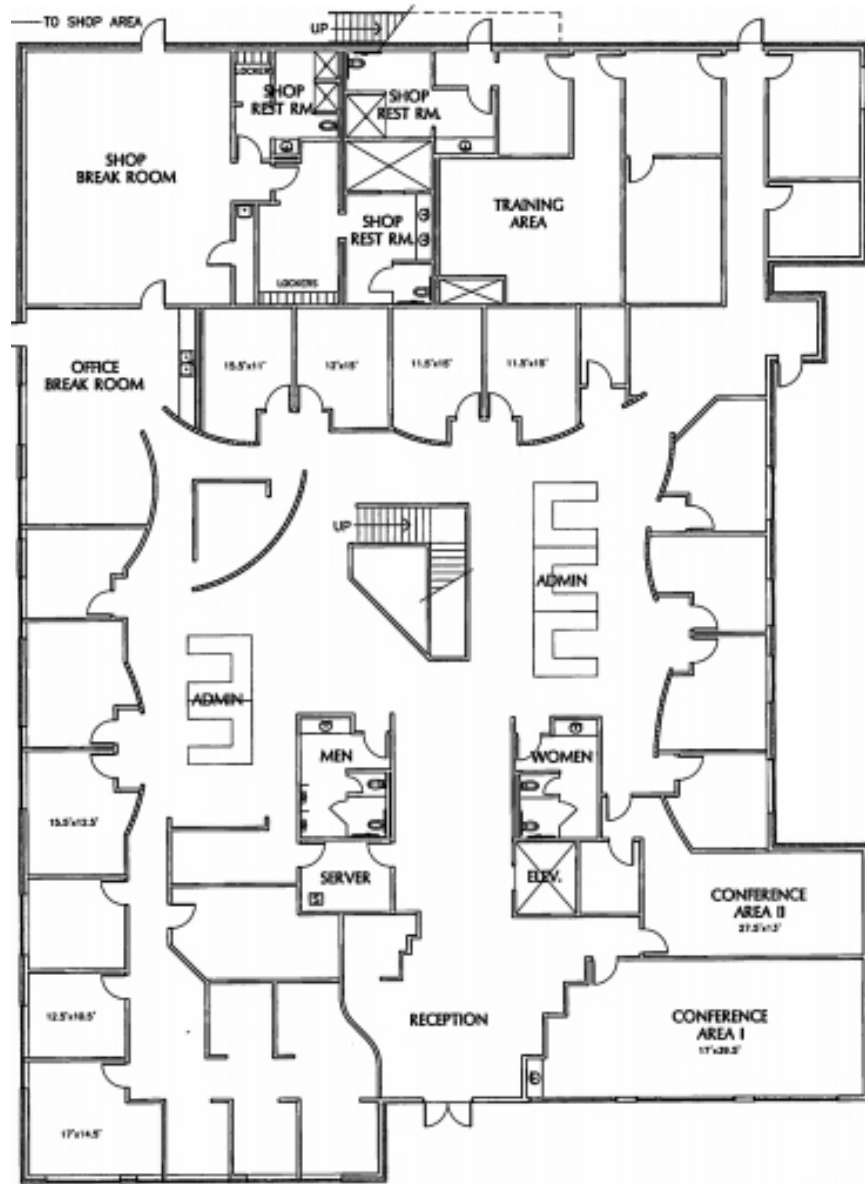 TO SHOP AREA
UP
LOCKERS
SHOP
REST RM.
SHOP
REST RM.
SHOP
BREAK ROOM
TRAINING
AREA
SHOP
REST RM.
LOCKERS
OFFICE
BREAK ROOM
15.5'x11'
12'x15'
11.5'x15'
11.5'x15'
UP
ADMIN
ADMIN
MEN
WOMEN
15.5'x12.5'
SERVER
S
ELEV.
CONFERENCE
AREA II
27.5'x13'
12.5'x10.5'
RECEPTION
CONFERENCE
AREA I
17'x14.5'